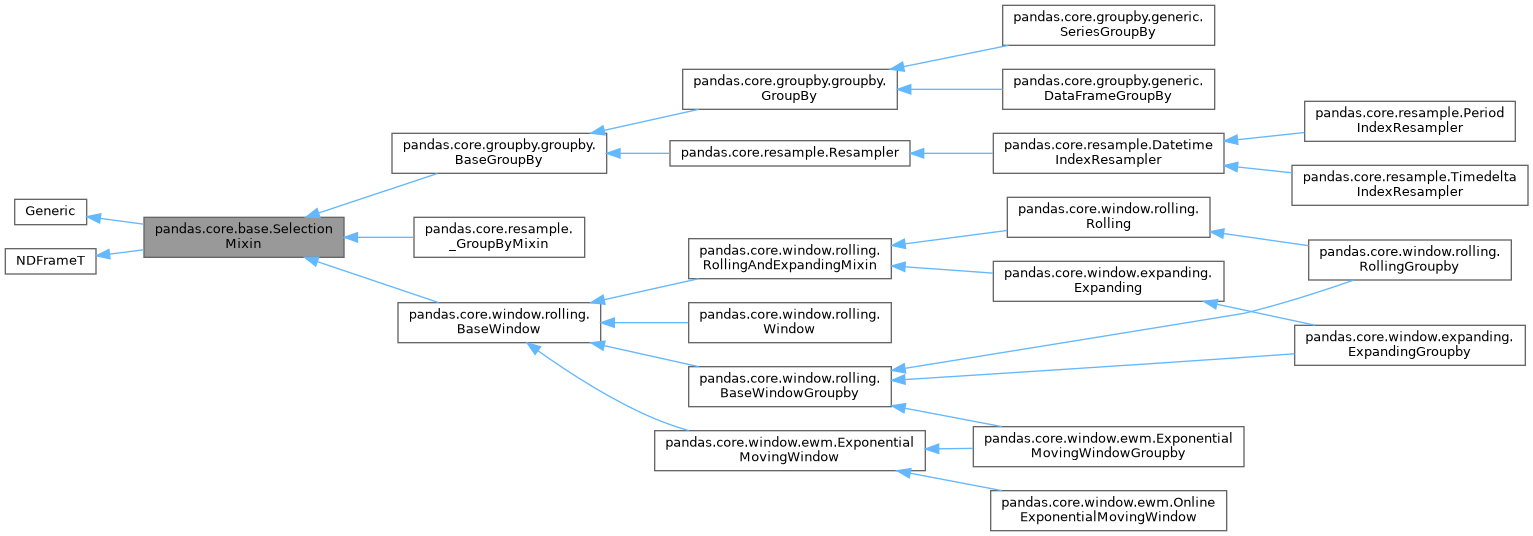 Generic
NDFrameT
pandas.core.base.Selection
Mixin
pandas.core.groupby.groupby.
BaseGroupBy
pandas.core.resample.
_GroupByMixin
pandas.core.window.rolling.
BaseWindow
pandas.core.groupby.groupby.
GroupBy
pandas.core.resample.Resampler
pandas.core.window.rolling.
RollingAndExpandingMixin
pandas.core.window.rolling.
Window
pandas.core.window.rolling.
BaseWindowGroupby
pandas.core.window.ewm.Exponential
MovingWindow
pandas.core.groupby.generic.
SeriesGroupBy
pandas.core.groupby.generic.
DataFrameGroupBy
pandas.core.resample.Datetime
IndexResampler
pandas.core.window.rolling.
Rolling
pandas.core.window.expanding.
Expanding
pandas.core.window.ewm.Exponential
MovingWindowGroupby
pandas.core.window.ewm.Online
ExponentialMovingWindow
pandas.core.resample.Period
IndexResampler
pandas.core.resample.Timedelta
IndexResampler
pandas.core.window.rolling.
RollingGroupby
pandas.core.window.expanding.
ExpandingGroupby